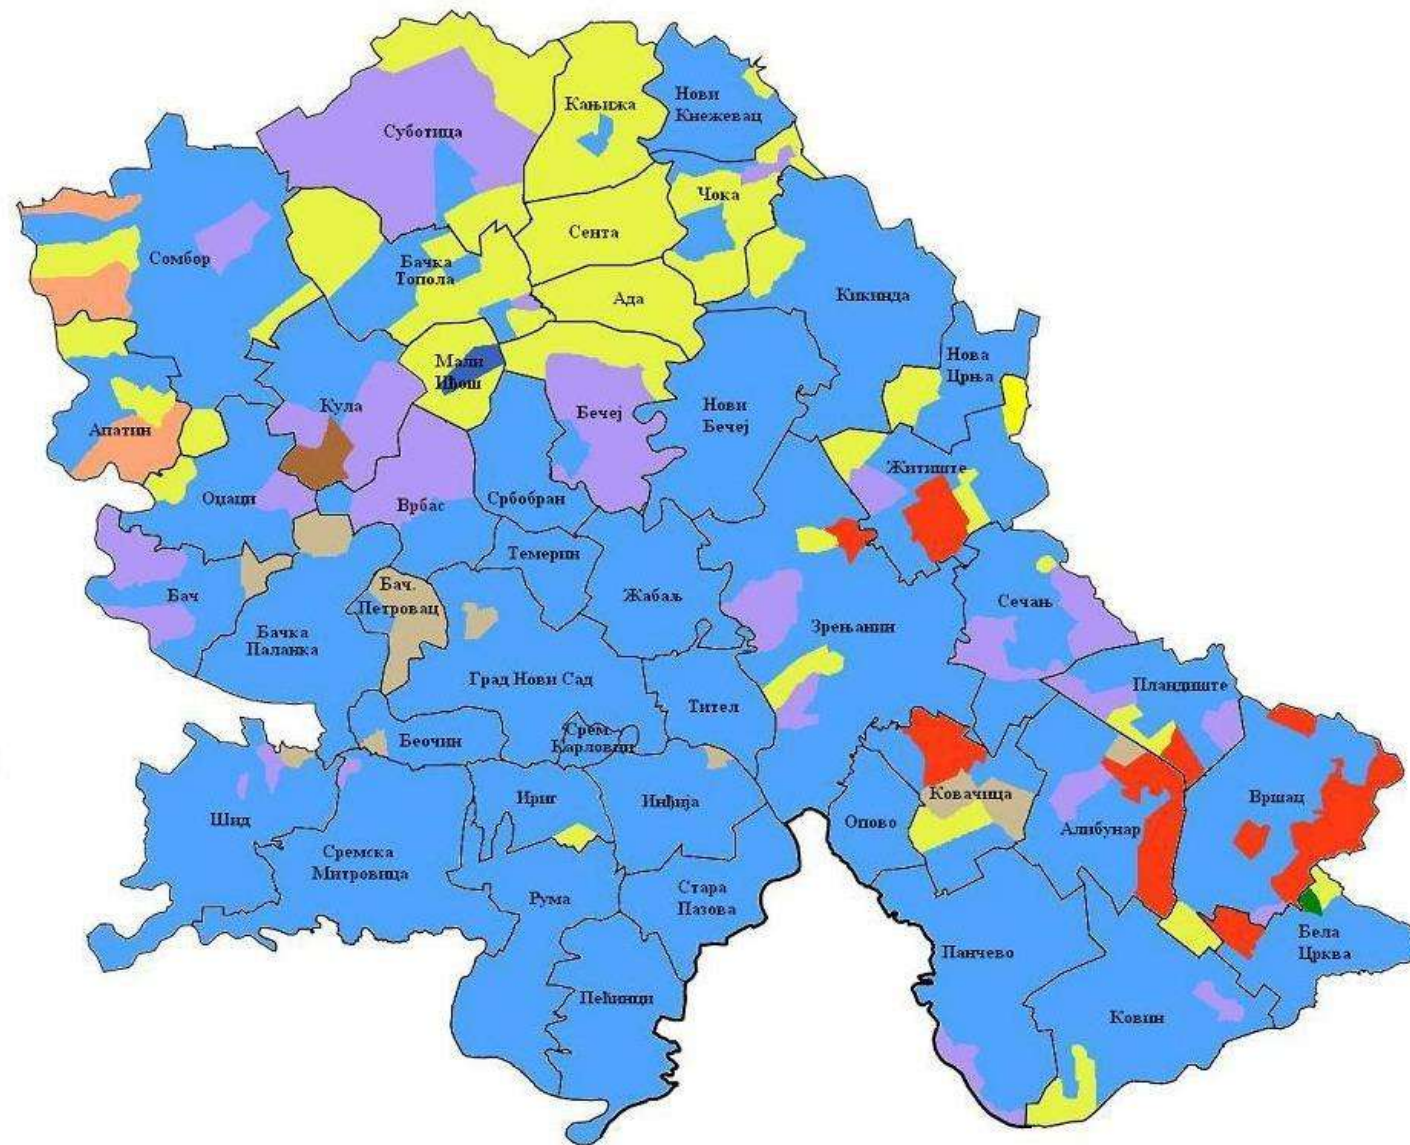 Суботица
Кањижа
Нови
Кнежевац
Чока
Сента
Сомбор
Бачка
Топола
Ада
Кикинда
Мали
Иђош
Нова
Црња
Кула
Бечеј
Нови
Бечеј
Апатин
Житиште
Оџаци
Врбас
Србобран
Темерин
Бач
Бач.
Петровац
Жабаљ
Сечањ
Бачка
Паланка
Зрењанин
Град Нови Сад
Тител
Пландиште
Беочин
Срем.
Карловци
Шид
Ириг
Инђија
Опово
Ковачица
Алибунар
Вршац
Сремска
Митровица
Рума
Стара
Пазова
Панчево
Бела
Црква
Пећинци
Ковин